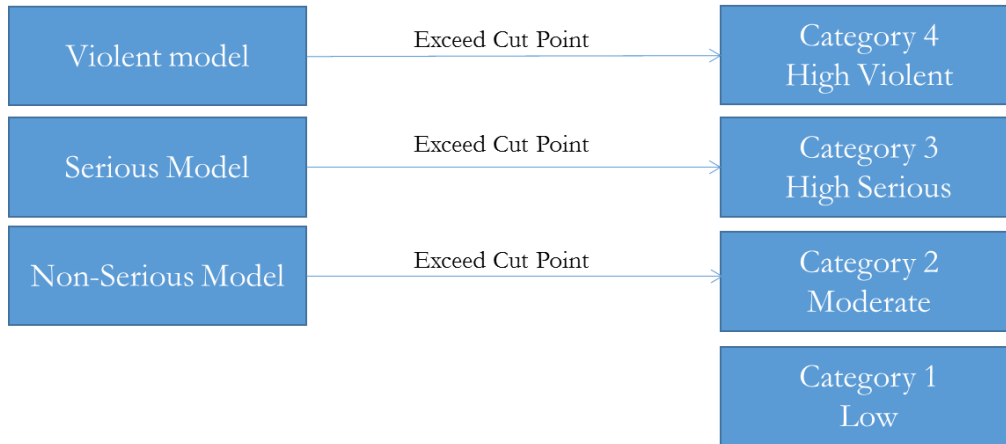 Violent model
Exceed Cut Point
Category 4
High Violent
Serious Model
Exceed Cut Point
Category 3
High Serious
Non-Serious Model
Exceed Cut Point
Category 2
Moderate
Category 1
Low